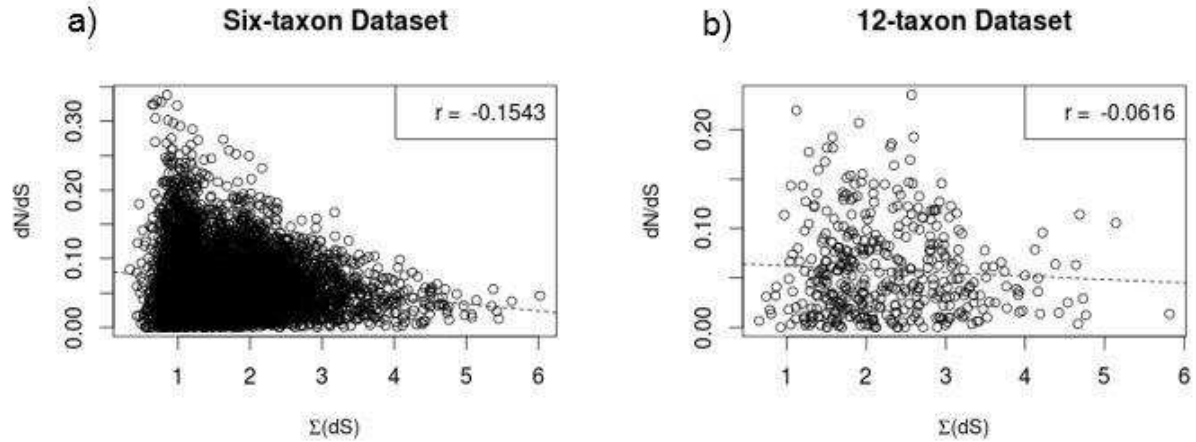 a)
Six-taxon Dataset
r = -0.1543
dN/dS
0.30
0.20
0.10
0.00
1 2 3 4 5 6
Σ(dS)
b)
12-taxon Dataset
r = -0.0616
dN/dS
0.20
0.10
0.00
1 2 3 4 5 6
Σ(dS)